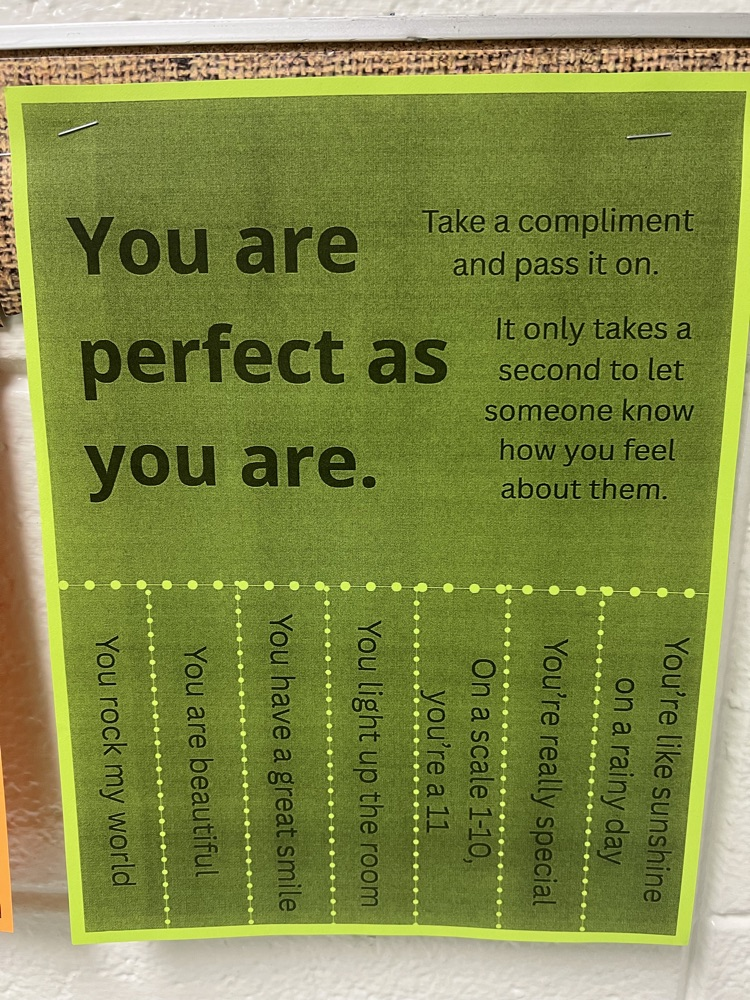 You are
perfect as
you are.
Take a compliment
and pass it on.
It only takes a
second to let
someone know
how you feel
about them.
You rock my world
You are beautiful
You have a great smile
You light up the room
On a scale 1-10,
you're a 11
You're really special
You're like sunshine
on a rainy day